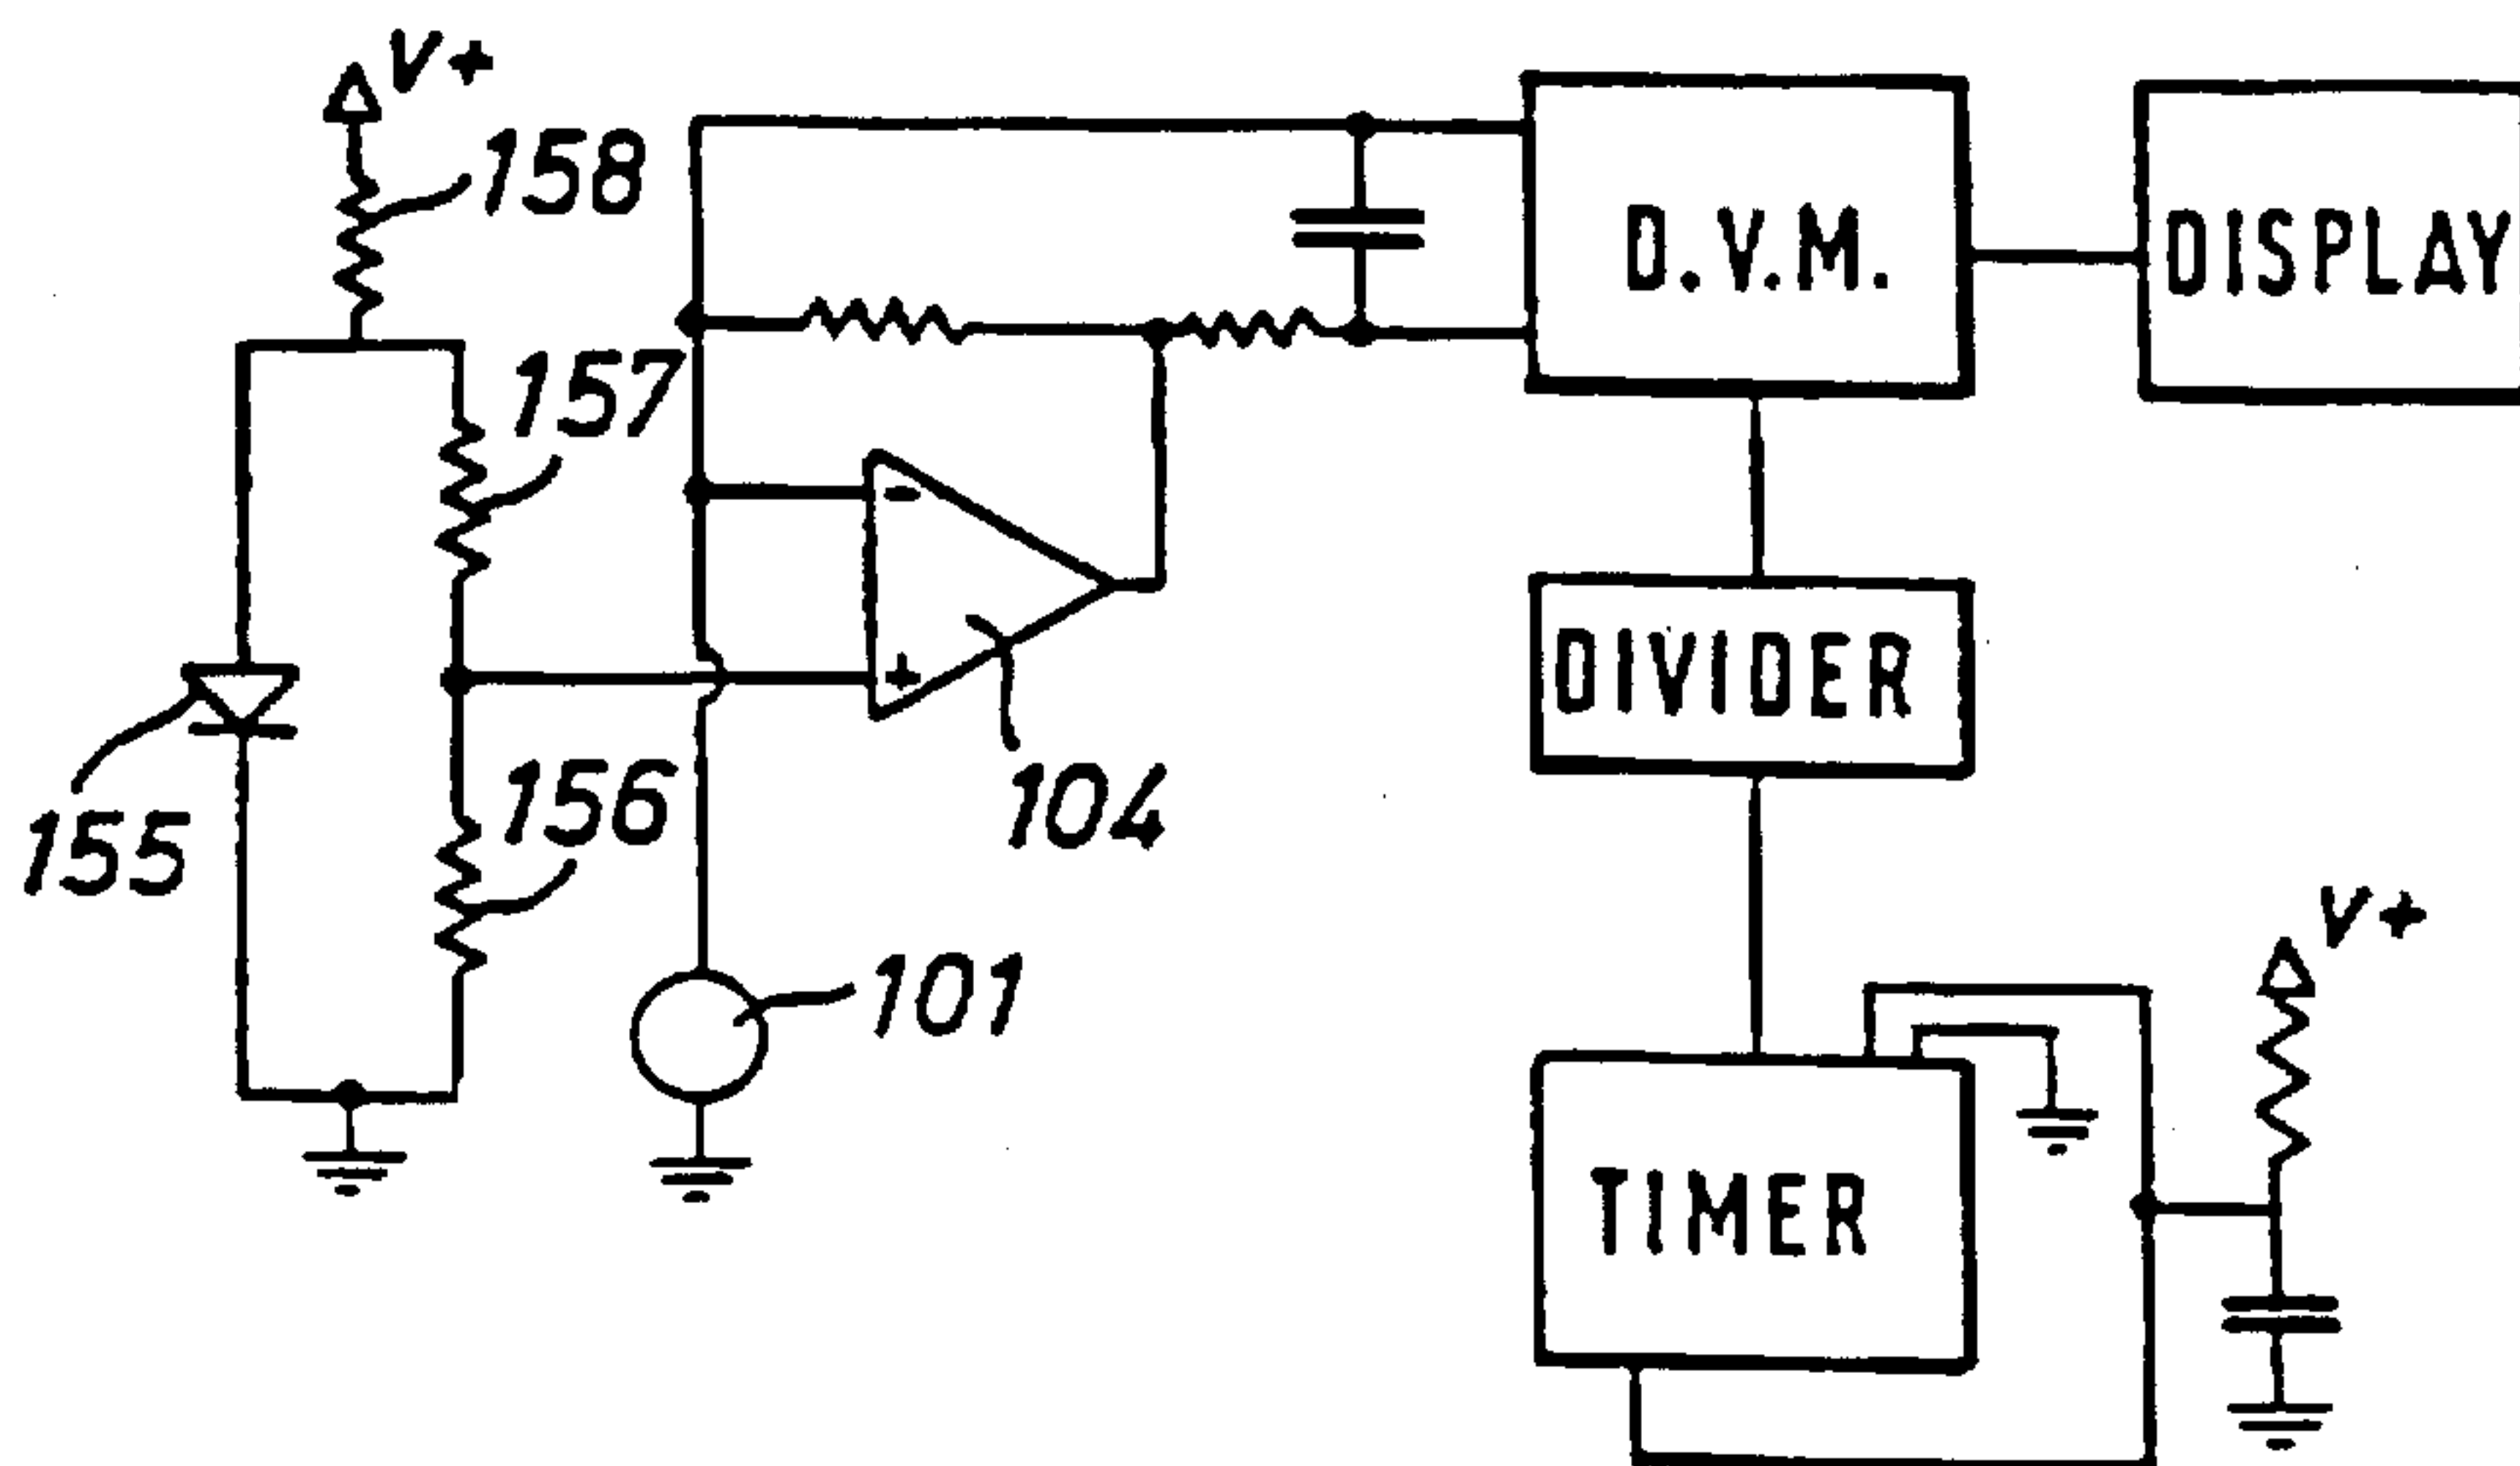 V+
158
D.V.M.
DISPLAY
157
-
DIVIDER
+
155
156
104
V+
101
TIMER